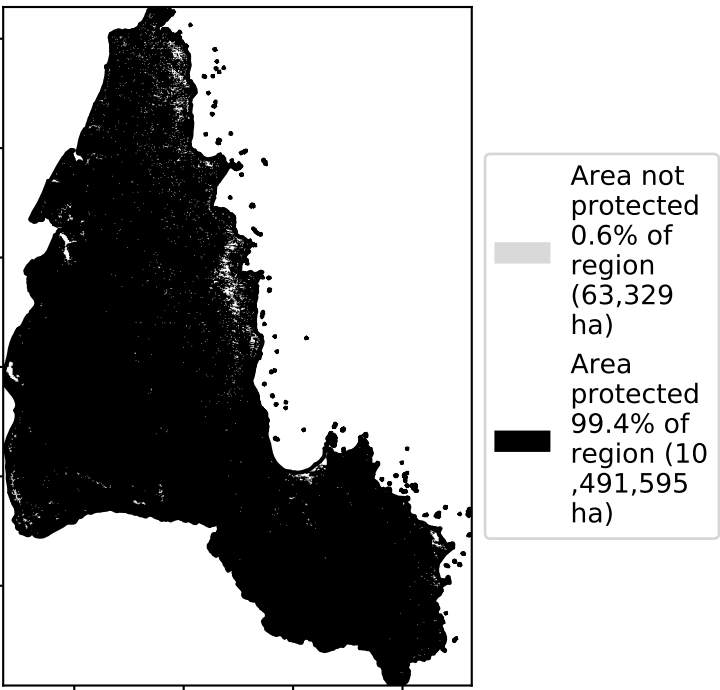 Area not
protected
0.6% of
region
(63,329
ha)
Area
protected
99.4% of
region (10
,491,595
ha)